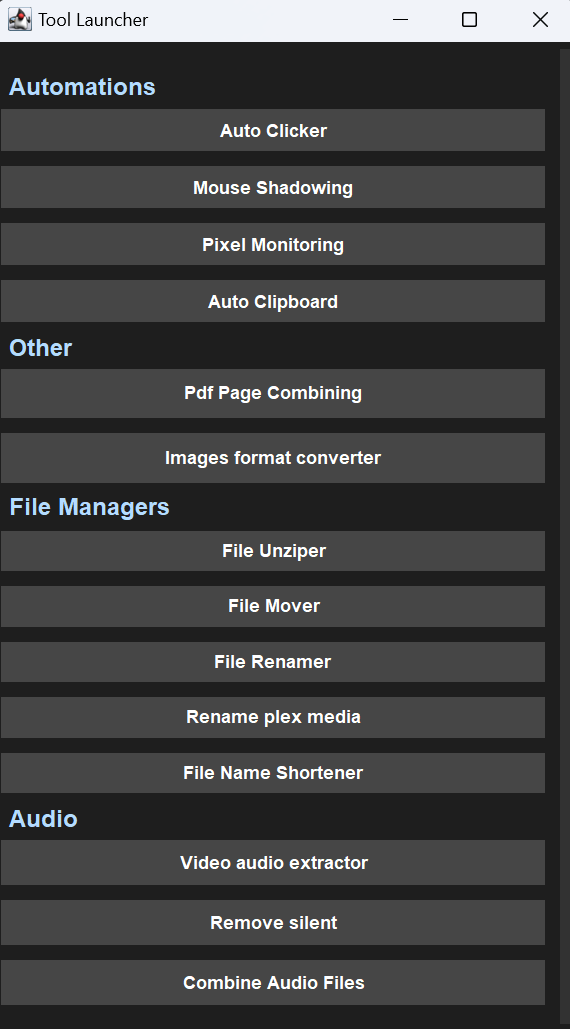 Tool Launcher
Automations
Auto Clicker
Mouse Shadowing
Pixel Monitoring
Auto Clipboard
Other
Pdf Page Combining
Images format converter
File Managers
File Unziper
File Mover
File Renamer
Rename plex media
File Name Shortener
Audio
Video audio extractor
Remove silent
Combine Audio Files